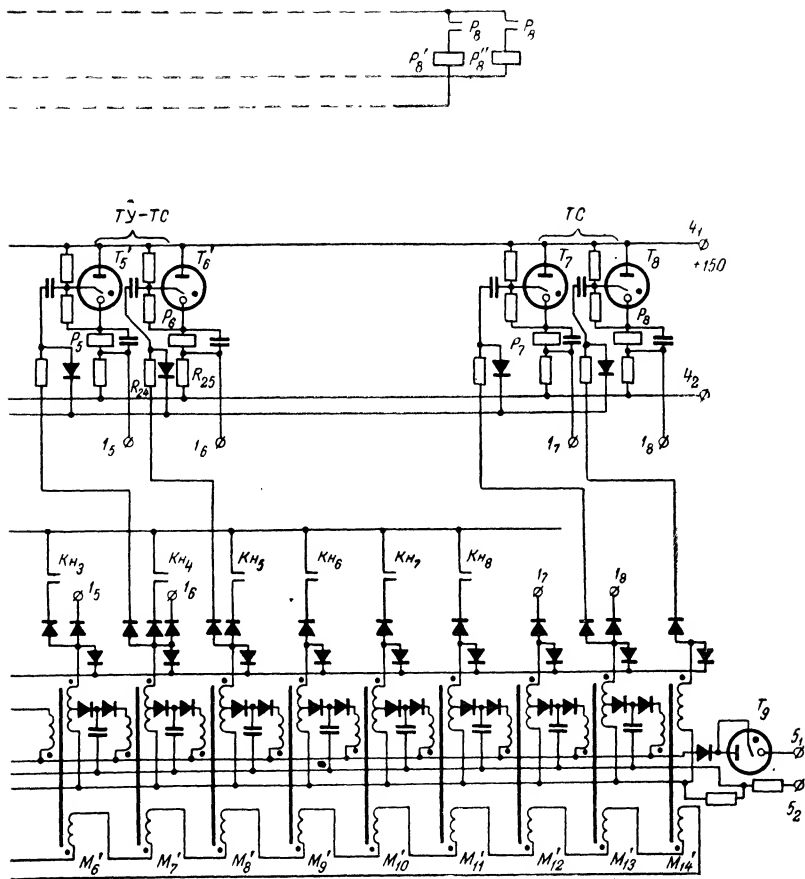 P₈ P₈
P₈' P₈''
ТУ-ТС ТС
T₅' T₆' T₇ T₈ 4₁
+150
P₅ P₆ P₇ P₈
R₂₄ R₂₅ 4₂
1₅ 1₆ 1₇ 1₈
Кн₃ Кн₄ Кн₅ Кн₆ Кн₇ Кн₈
1₅ 1₆ 1₇ 1₈
T₉
5₁
5₂
M₆' M₇' M₈' M₉' M₁₀' M₁₁' M₁₂' M₁₃' M₁₄'